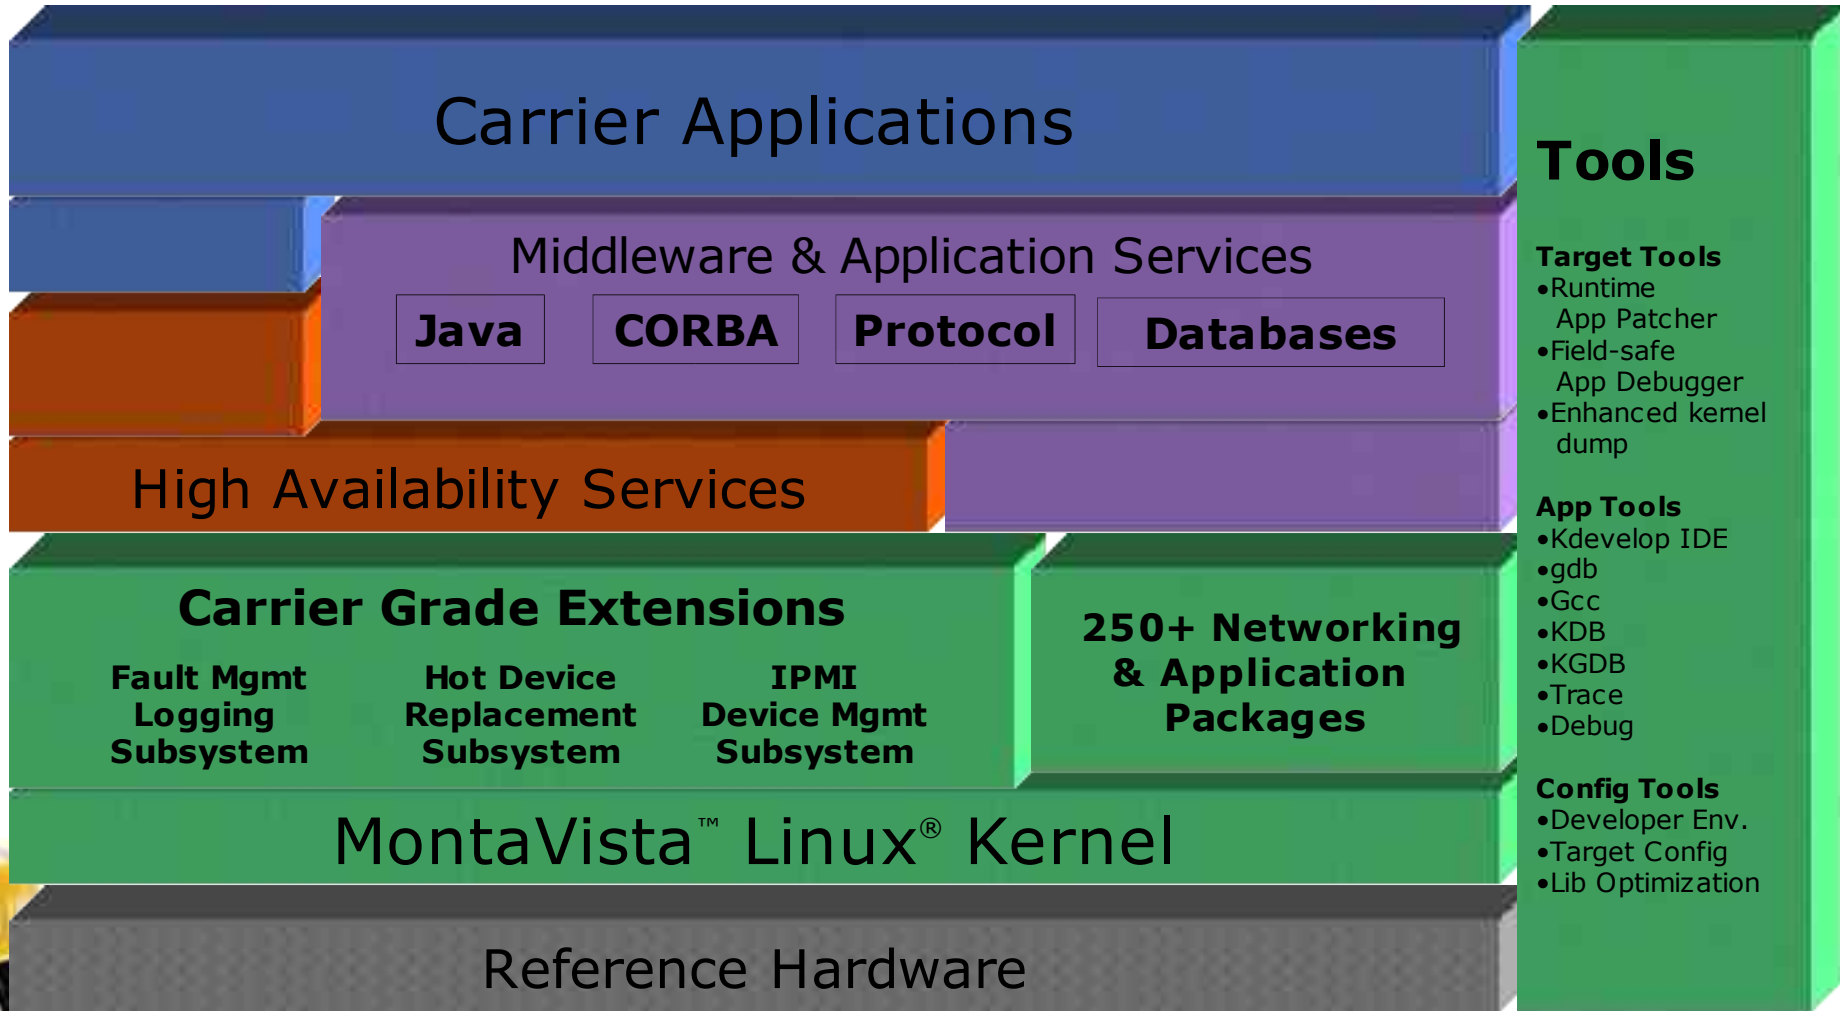 Carrier Applications
Middleware & Application Services
Java
CORBA
Protocol
Databases
High Availability Services
Carrier Grade Extensions
Fault Mgmt
Logging
Subsystem
Hot Device
Replacement
Subsystem
IPMI
Device Mgmt
Subsystem
250+ Networking
& Application
Packages
MontaVista™ Linux® Kernel
Reference Hardware
Tools
Target Tools
•Runtime
App Patcher
•Field-safe
App Debugger
•Enhanced kernel
dump
App Tools
•Kdevelop IDE
•gdb
•Gcc
•KDB
•KGDB
•Trace
•Debug
Config Tools
•Developer Env.
•Target Config
•Lib Optimization